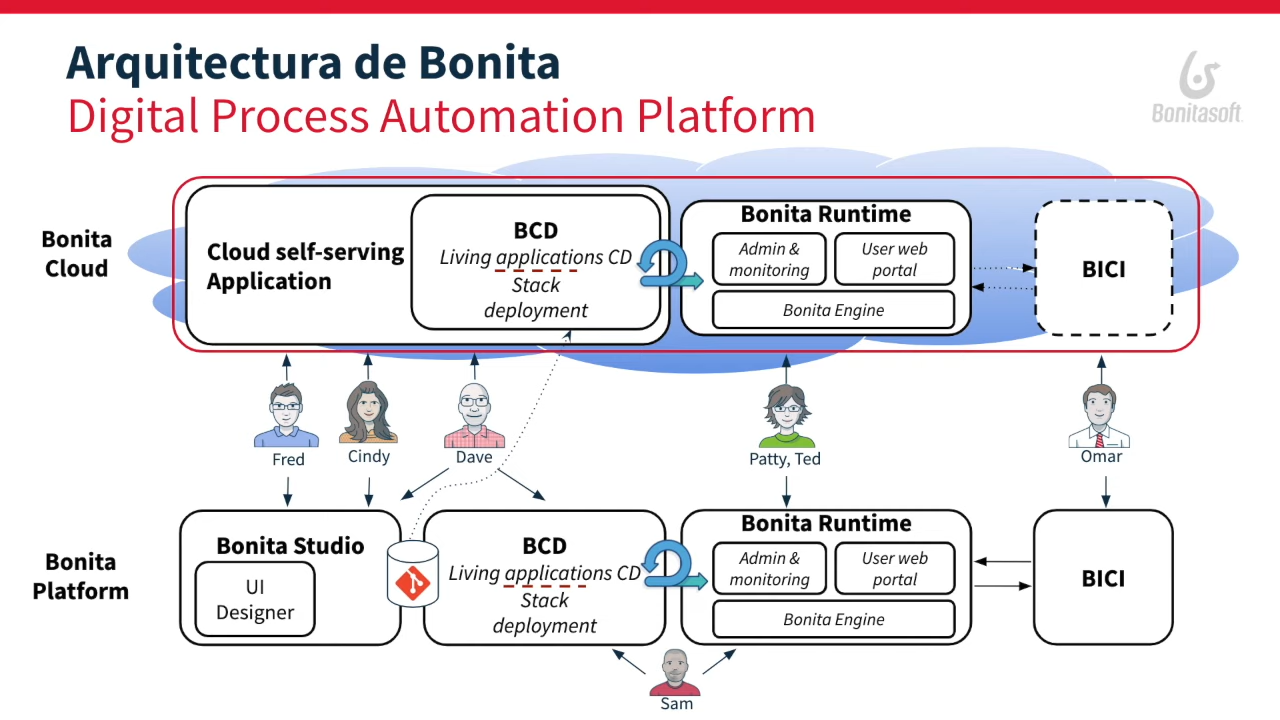 Arquitectura de Bonita
Digital Process Automation Platform
Bonitasoft
Bonita
Cloud
Cloud self-serving
Application
BCD
Living applications CD
Stack
deployment
Bonita Runtime
Admin &
monitoring
User web
portal
Bonita Engine
BICI
Fred
Cindy
Dave
Patty, Ted
Omar
Bonita
Platform
Bonita Studio
UI
Designer
BCD
Living applications CD
Stack
deployment
Bonita Runtime
Admin &
monitoring
User web
portal
Bonita Engine
BICI
Sam